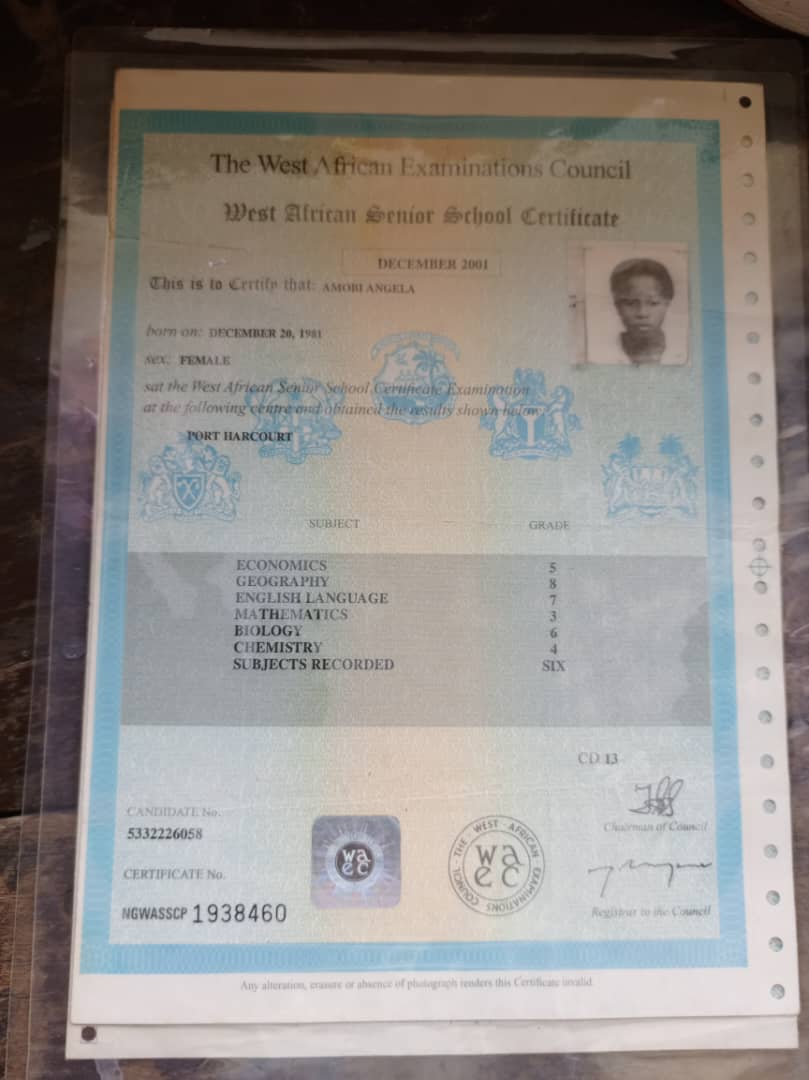 The West African Examinations Council
West African Senior School Certificate
DECEMBER 2001
This is to Certify that: AMOBI ANGELA
born on: DECEMBER 20, 1981
sex: FEMALE
sat the West African Senior School Certificate Examination
at the following centre and obtained the results shown below:
PORT HARCOURT
SUBJECT GRADE
ECONOMICS 5
GEOGRAPHY 8
ENGLISH LANGUAGE 7
MATHEMATICS 3
BIOLOGY 6
CHEMISTRY 4
SUBJECTS RECORDED SIX
CD 13
CANDIDATE No.
5332226058
Chairman of Council
CERTIFICATE No.
NGWASSCP 1938460
waec
THE WEST AFRICAN EXAMINATIONS COUNCIL
waec
Registrar to the Council
Any alteration, erasure or absence of photograph renders this Certificate invalid.